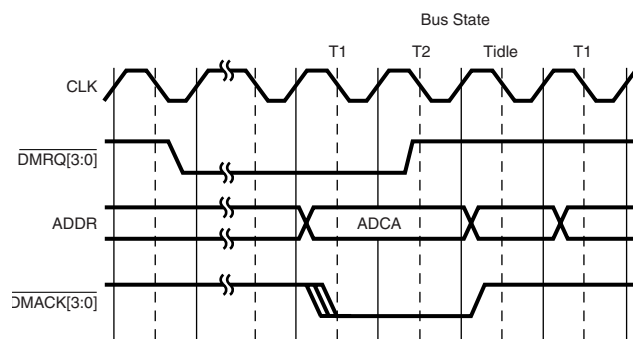 Bus State
T1 T2 Tidle T1
CLK
DMRQ[3:0]
ADDR ADCA
DMACK[3:0]